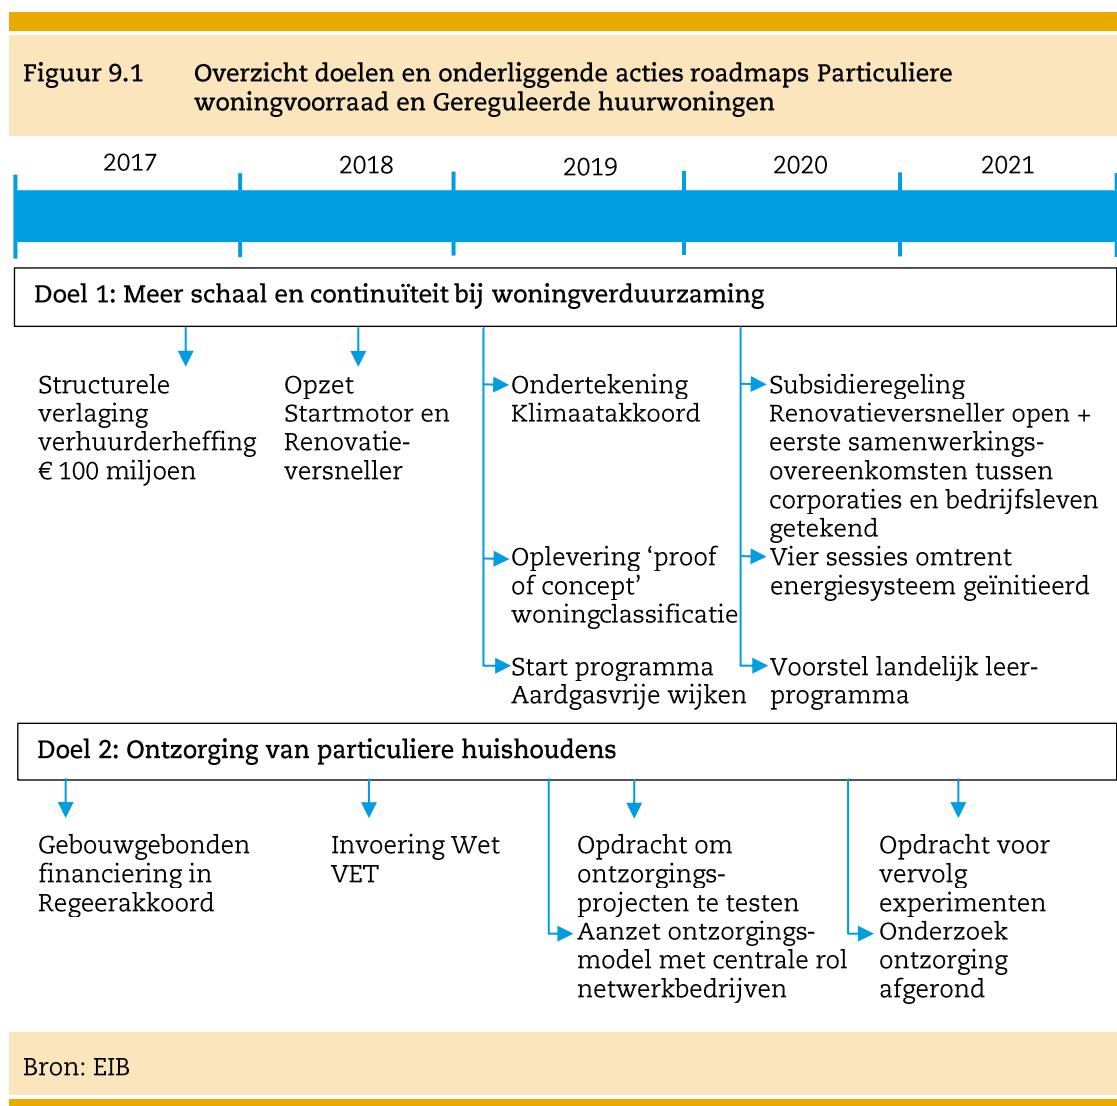 Figuur 9.1 Overzicht doelen en onderliggende acties roadmaps Particuliere
woningvoorraad en Gereguleerde huurwoningen
2017 2018 2019 2020 2021
Doel 1: Meer schaal en continuïteit bij woningverduurzaming
Structurele
verlaging
verhuurderheffing
€ 100 miljoen
Opzet
Startmotor en
Renovatie-
versneller
Ondertekening
Klimaatakkoord
Oplevering ‘proof
of concept’
woningclassificatie
Start programma
Aardgasvrije wijken
Subsidieregeling
Renovatieversneller open +
eerste samenwerkings-
overeenkomsten tussen
corporaties en bedrijfsleven
getekend
Vier sessies omtrent
energiesysteem geïnitieerd
Voorstel landelijk leer-
programma
Doel 2: Ontzorging van particuliere huishoudens
Gebouwgebonden
financiering in
Regeerakkoord
Invoering Wet
VET
Opdracht om
ontzorgings-
projecten te testen
Aanzet ontzorgings-
model met centrale rol
netwerkbedrijven
Opdracht voor
vervolg
experimenten
Onderzoek
ontzorging
afgerond
Bron: EIB